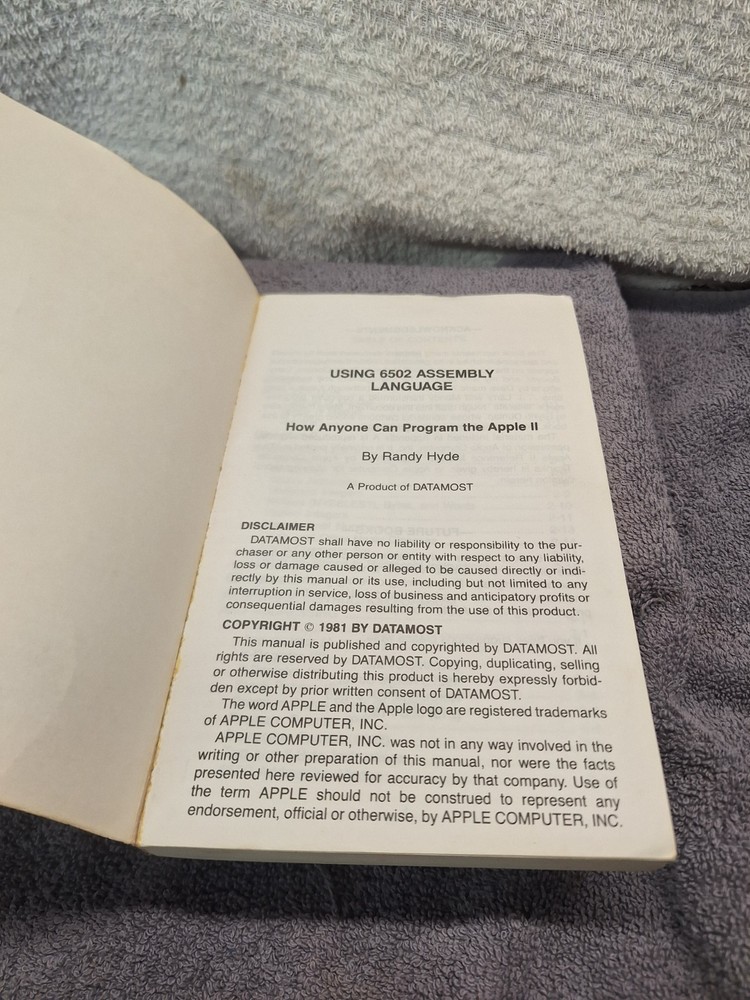 USING 6502 ASSEMBLY
LANGUAGE
How Anyone Can Program the Apple II
By Randy Hyde
A Product of DATAMOST
DISCLAIMER
DATAMOST shall have no liability or responsibility to the pur-
chaser or any other person or entity with respect to any liability,
loss or damage caused or alleged to be caused directly or indi-
rectly by this manual or its use, including but not limited to any
interruption in service, loss of business and anticipatory profits or
consequential damages resulting from the use of this product.
COPYRIGHT © 1981 BY DATAMOST
This manual is published and copyrighted by DATAMOST. All
rights are reserved by DATAMOST. Copying, duplicating, selling
or otherwise distributing this product is hereby expressly forbid-
den except by prior written consent of DATAMOST.
The word APPLE and the Apple logo are registered trademarks
of APPLE COMPUTER, INC.
APPLE COMPUTER, INC. was not in any way involved in the
writing or other preparation of this manual, nor were the facts
presented here reviewed for accuracy by that company. Use of
the term APPLE should not be construed to represent any
endorsement, official or otherwise, by APPLE COMPUTER, INC.